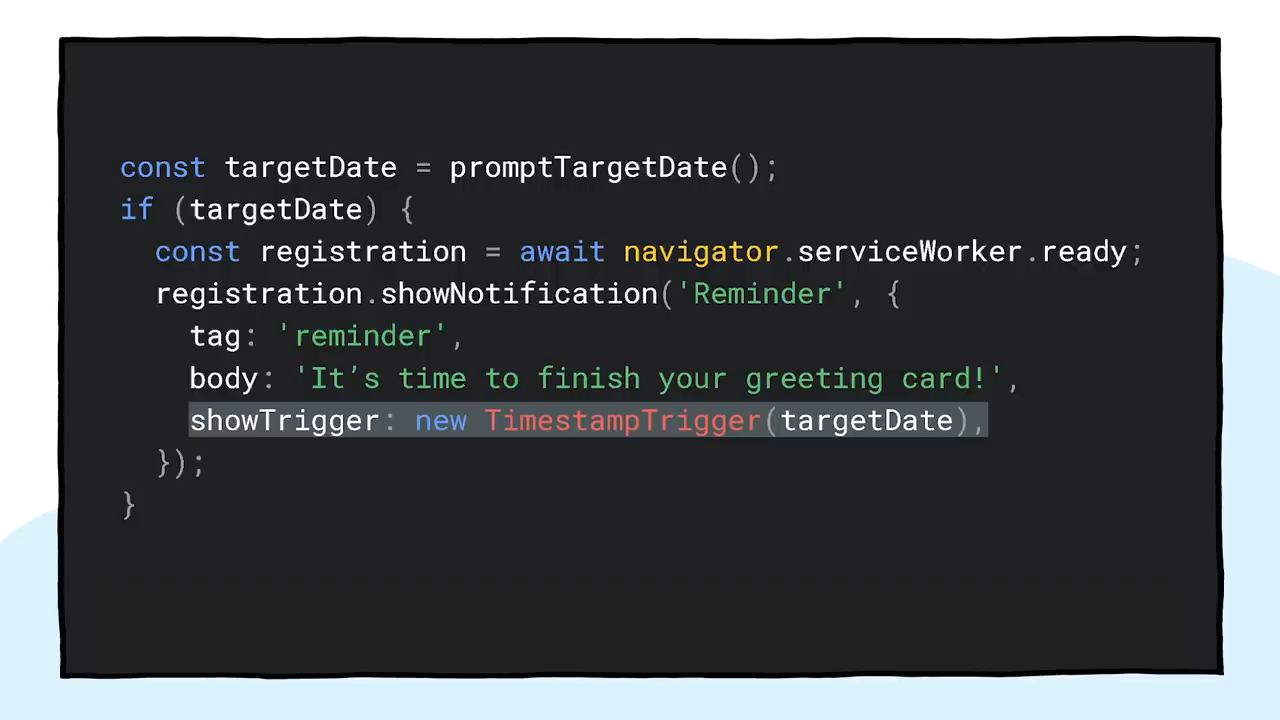 const targetDate = promptTargetDate();
if (targetDate) {
  const registration = await navigator.serviceWorker.ready;
  registration.showNotification('Reminder', {
    tag: 'reminder',
    body: 'It’s time to finish your greeting card!',
    showTrigger: new TimestampTrigger(targetDate),
  });
}